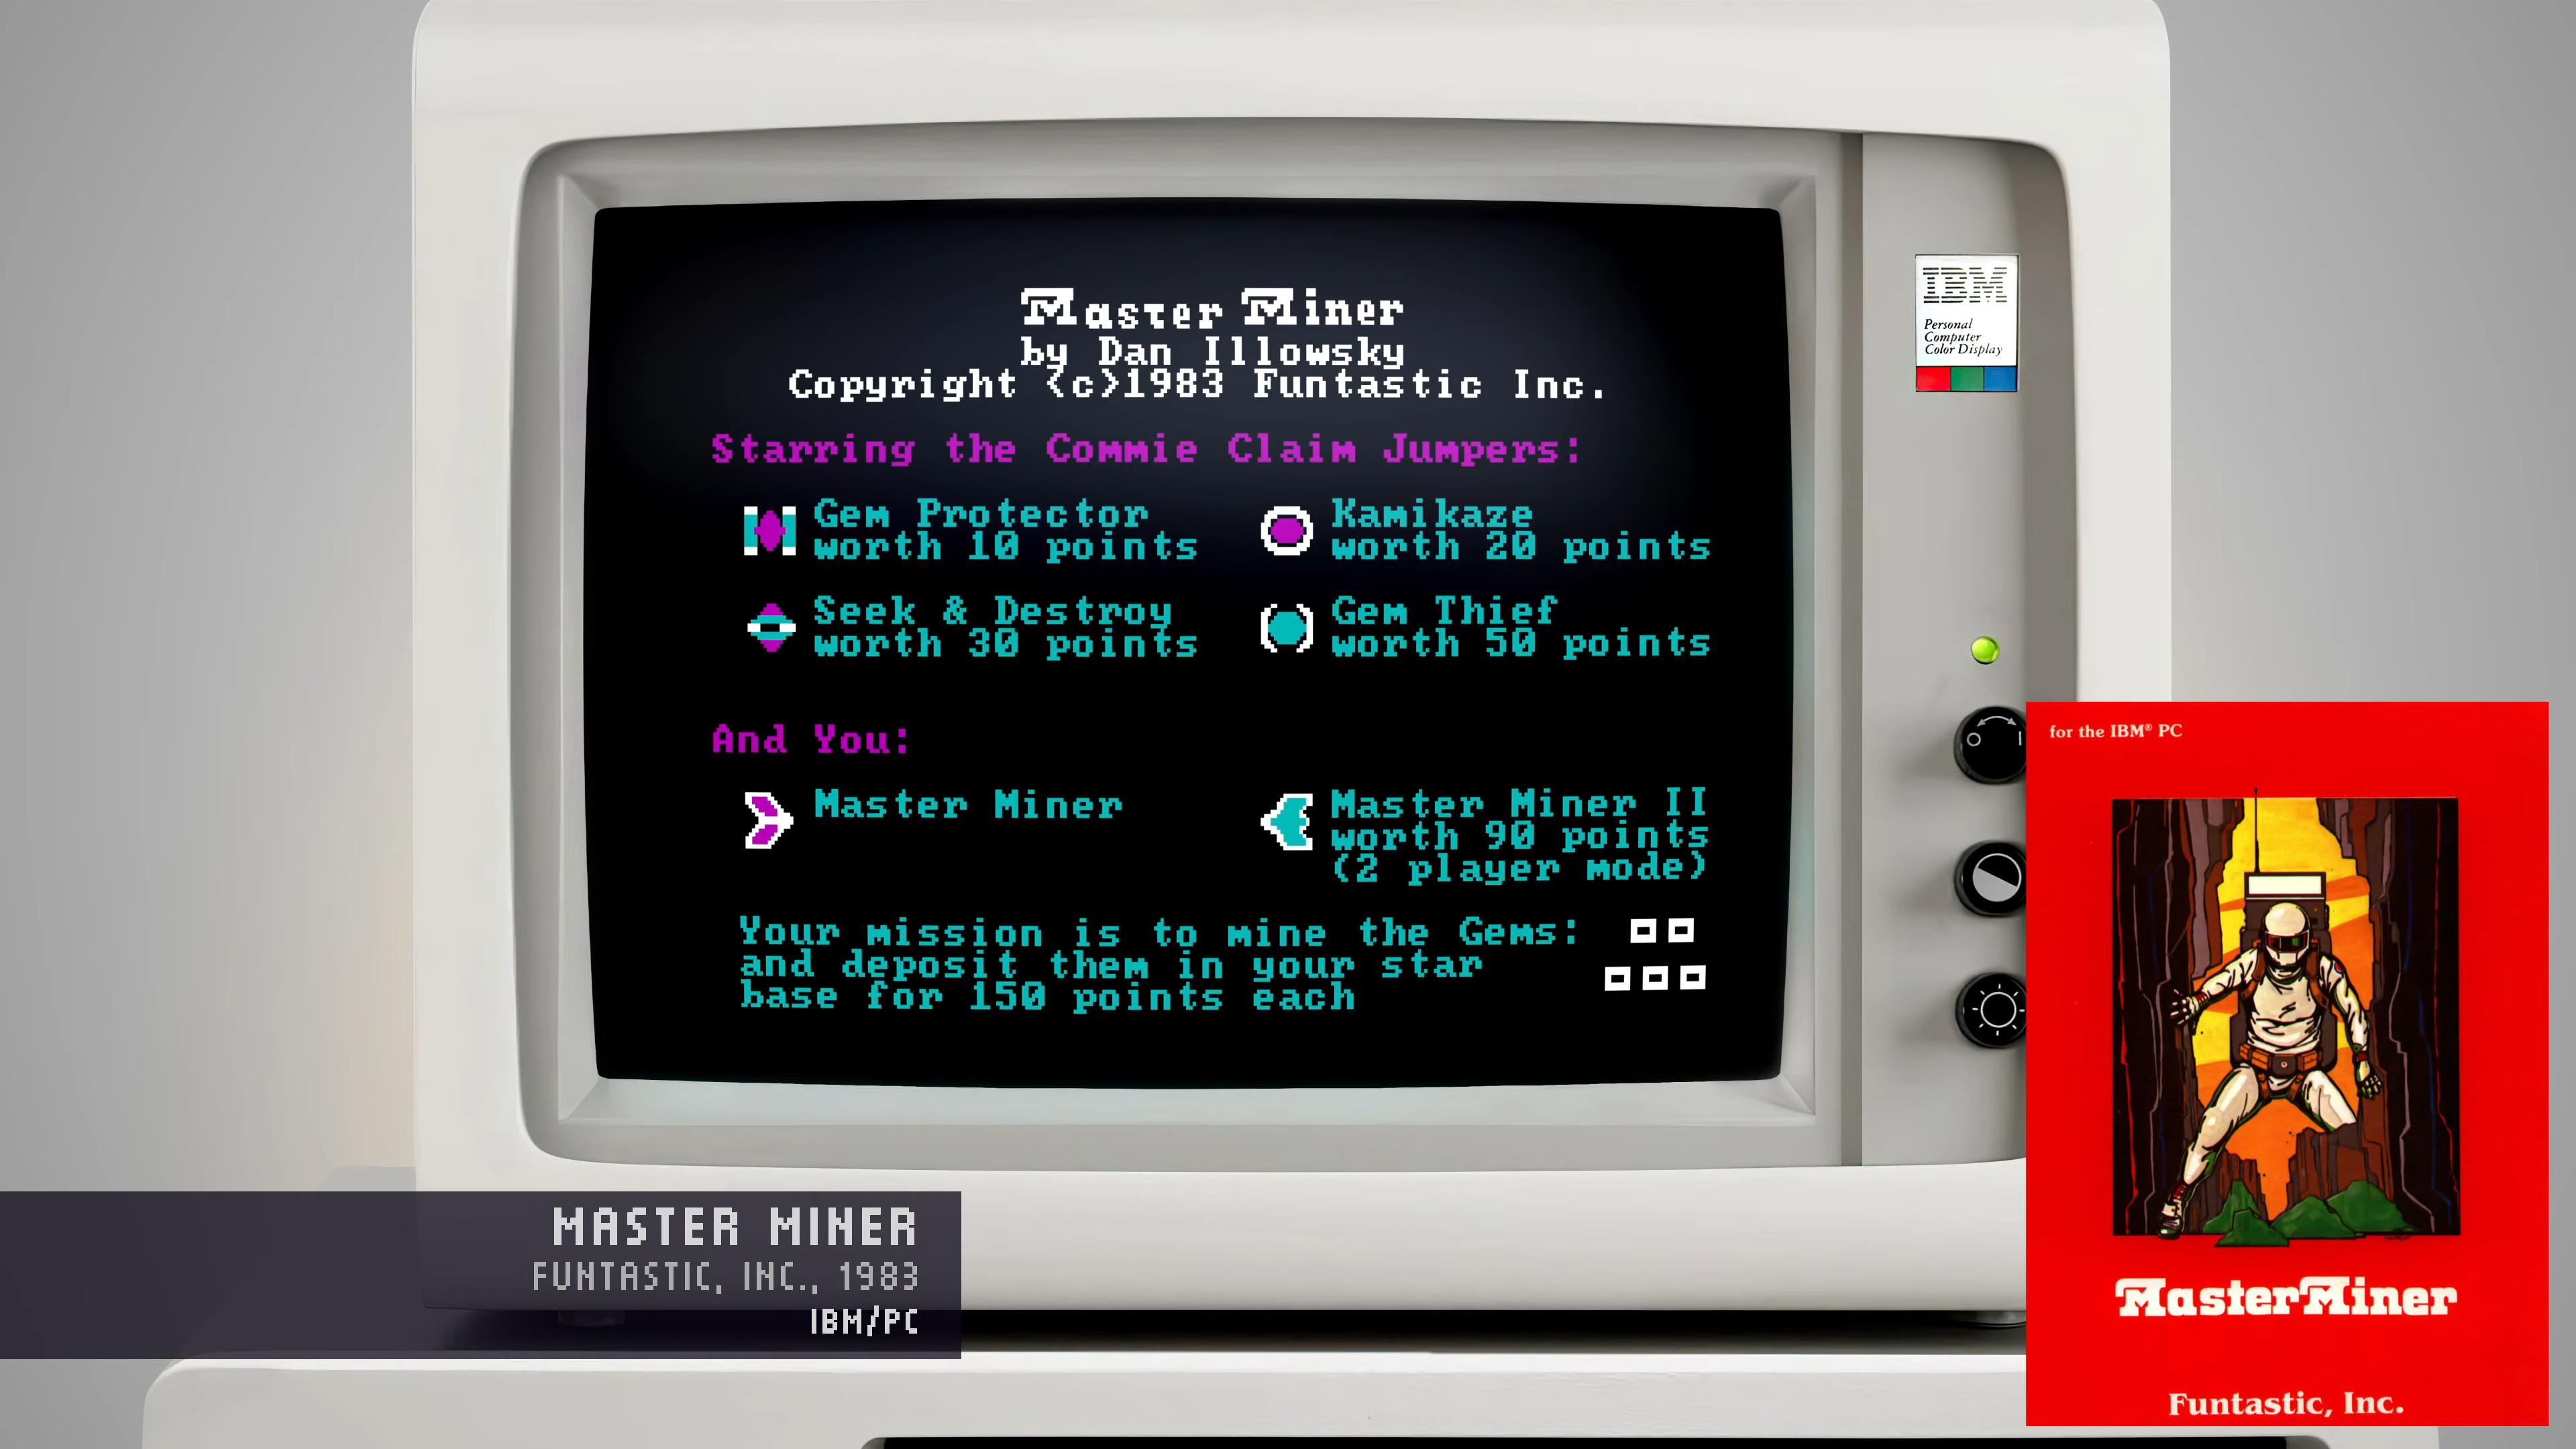 Master Miner
by Dan Illowsky
Copyright (c)1983 Funtastic Inc.
Starring the Commie Claim Jumpers:
Gem Protector
worth 10 points
Kamikaze
worth 20 points
Seek & Destroy
worth 30 points
Gem Thief
worth 50 points
And You:
Master Miner
Master Miner II
worth 90 points
(2 player mode)
Your mission is to mine the Gems:
and deposit them in your star
base for 150 points each
IBM
Personal
Computer
Color Display
O I
for the IBM® PC
MasterMiner
Funtastic, Inc.
MASTER MINER
FUNTASTIC, INC., 1983
IBM/PC